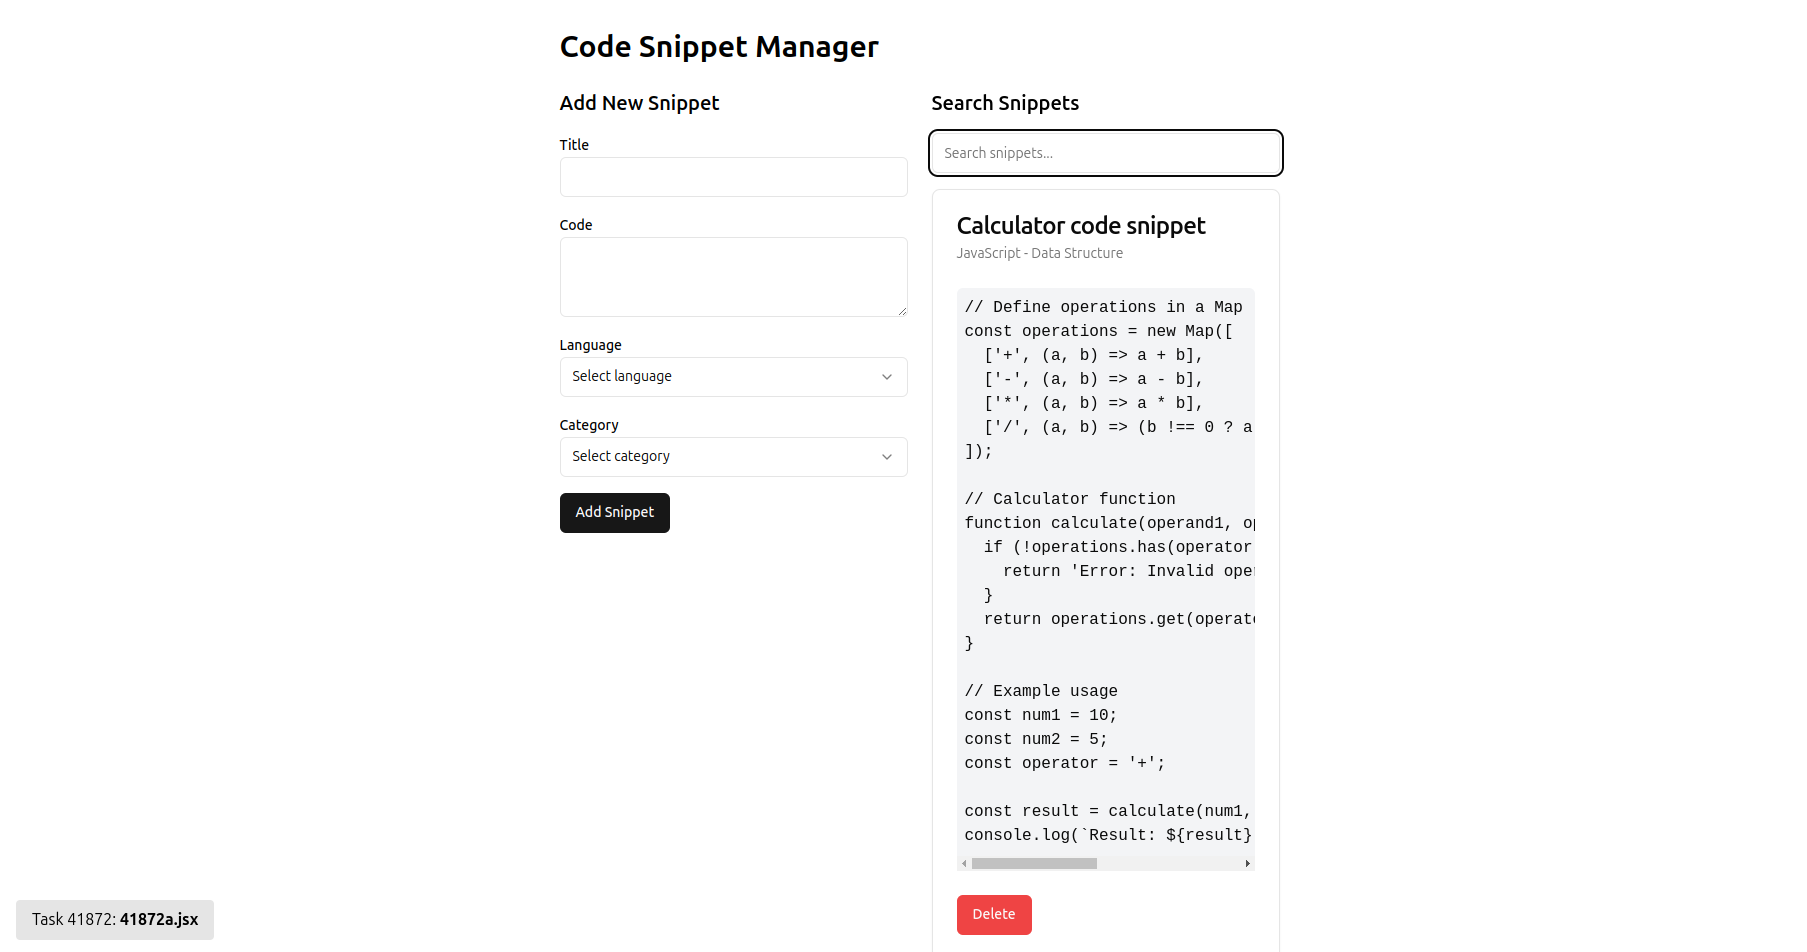 Code Snippet Manager
Add New Snippet
Title
Code
Language
Select language
Category
Select category
Add Snippet
Search Snippets
Search snippets...
Calculator code snippet
JavaScript - Data Structure
// Define operations in a Map
const operations = new Map([
  ['+', (a, b) => a + b],
  ['-', (a, b) => a - b],
  ['*', (a, b) => a * b],
  ['/', (a, b) => (b !== 0 ? a
]);
// Calculator function
function calculate(operand1, op
  if (!operations.has(operator
    return 'Error: Invalid oper
  }
  return operations.get(operato
}
// Example usage
const num1 = 10;
const num2 = 5;
const operator = '+';
const result = calculate(num1,
console.log(`Result: ${result}
Delete
Task 41872: 41872a.jsx